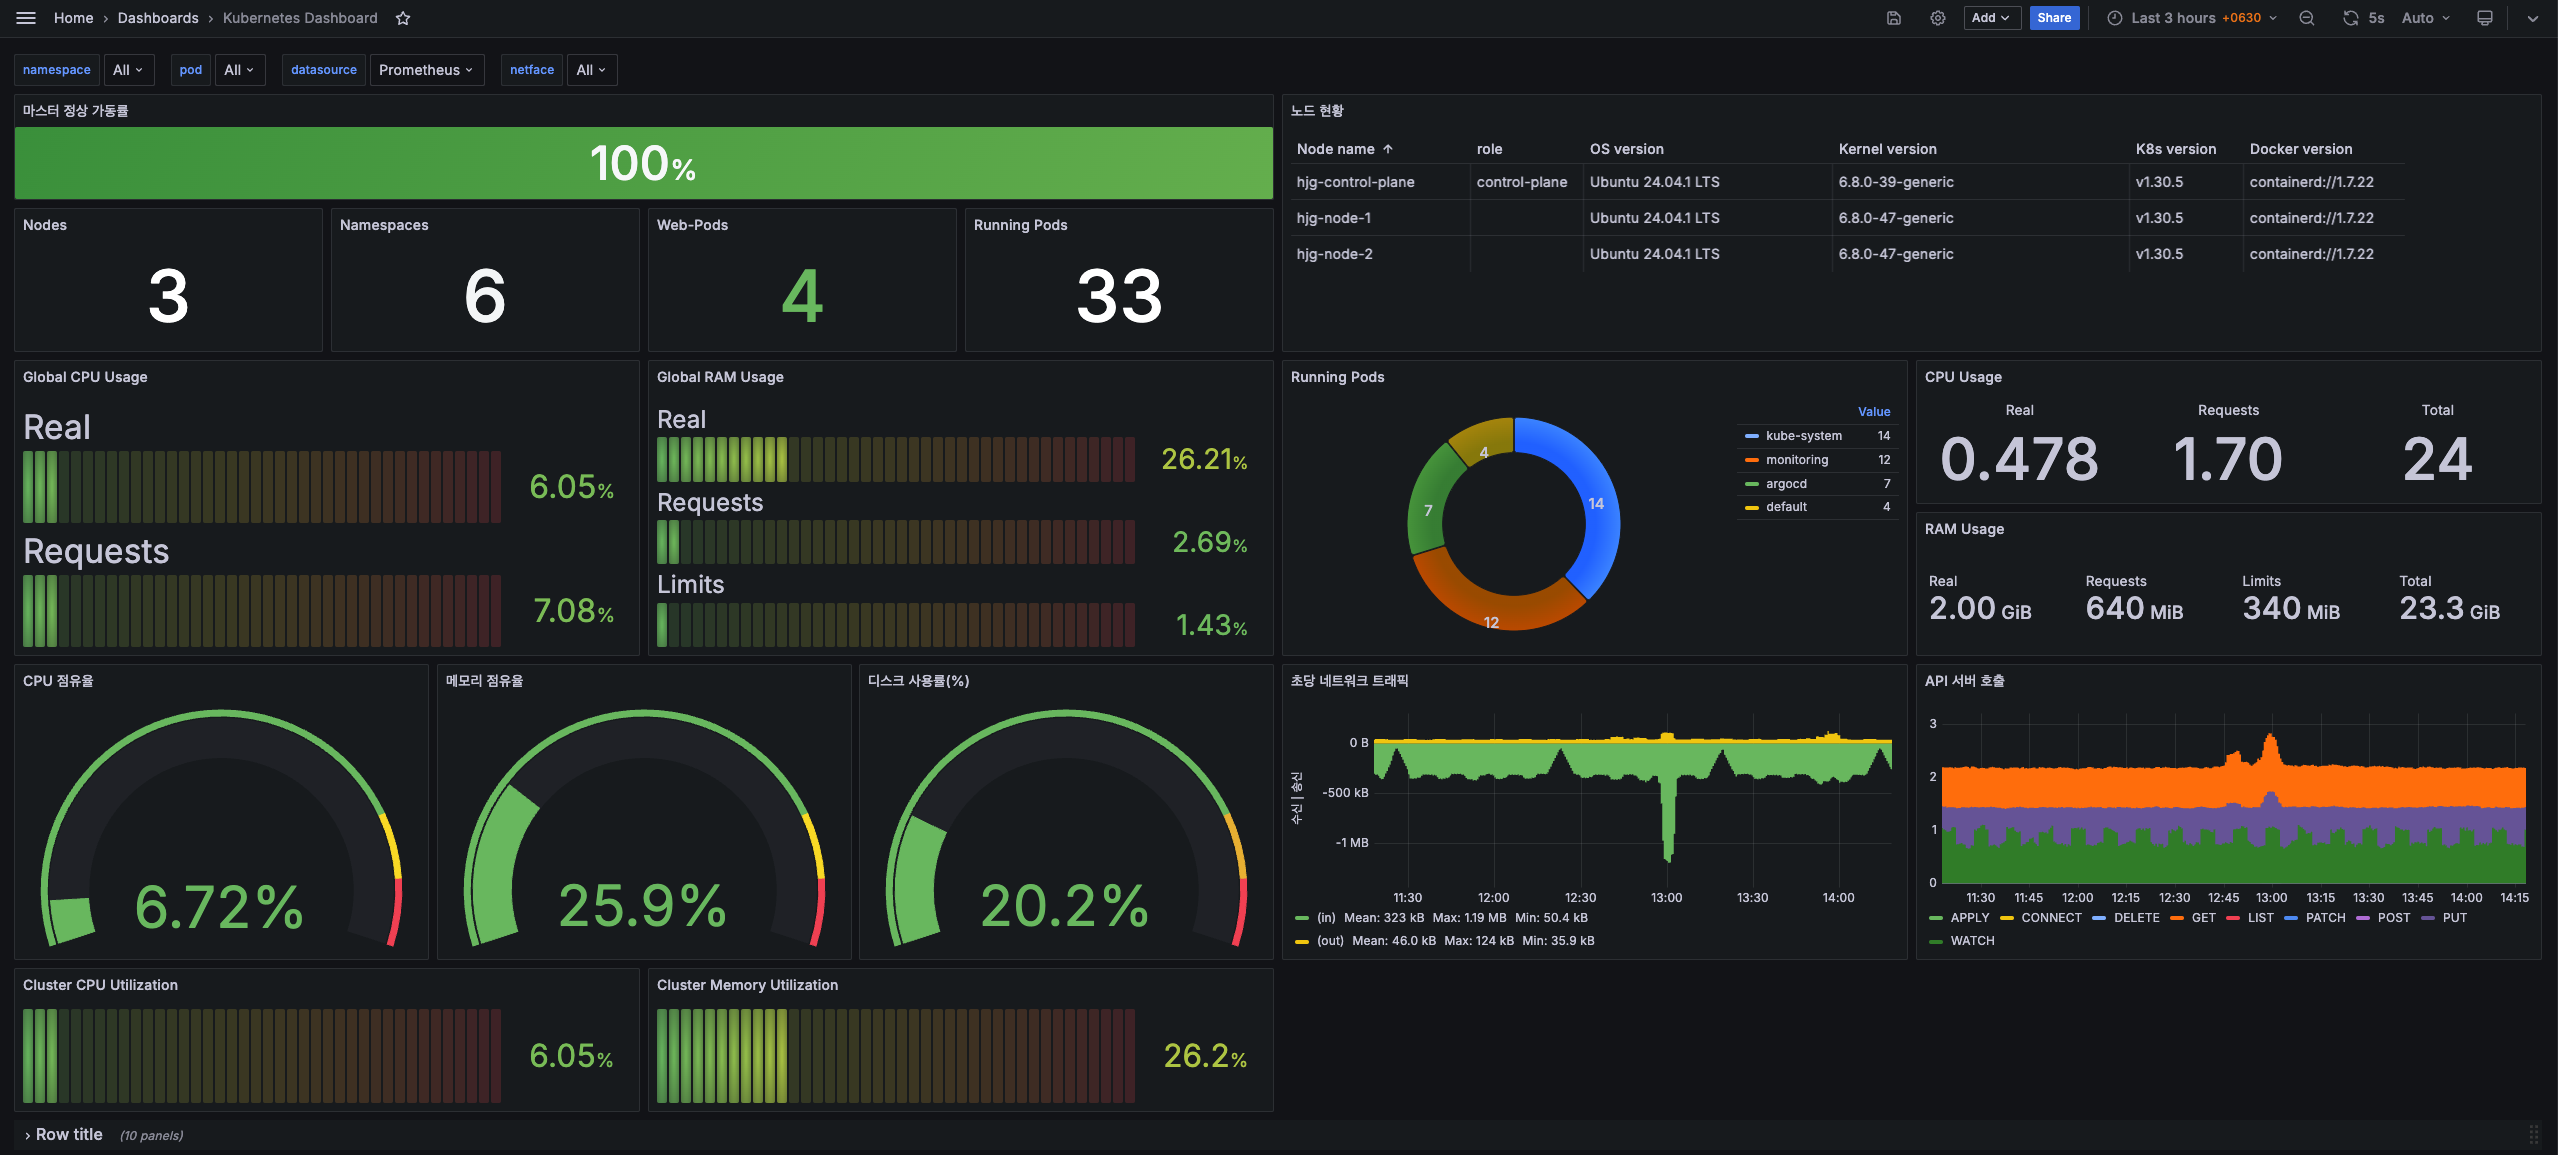 Home › Dashboards › Kubernetes Dashboard
Add
Share
Last 3 hours +0630
5s
Auto
namespace All pod All datasource Prometheus netface All
마스터 정상 가동률
100%
노드 현황
Node name role OS version Kernel version K8s version Docker version
hjg-control-plane control-plane Ubuntu 24.04.1 LTS 6.8.0-39-generic v1.30.5 containerd://1.7.22
hjg-node-1 Ubuntu 24.04.1 LTS 6.8.0-47-generic v1.30.5 containerd://1.7.22
hjg-node-2 Ubuntu 24.04.1 LTS 6.8.0-47-generic v1.30.5 containerd://1.7.22
Nodes
3
Namespaces
6
Web-Pods
4
Running Pods
33
Global CPU Usage
Real
6.05%
Requests
7.08%
Global RAM Usage
Real
26.21%
Requests
2.69%
Limits
1.43%
Running Pods
4
14
7
12
Value
kube-system 14
monitoring 12
argocd 7
default 4
CPU Usage
Real Requests Total
0.478 1.70 24
RAM Usage
Real Requests Limits Total
2.00 GiB 640 MiB 340 MiB 23.3 GiB
CPU 점유율
6.72%
메모리 점유율
25.9%
디스크 사용률(%)
20.2%
초당 네트워크 트래픽
수신 | 송신
0 B
-500 kB
-1 MB
11:30 12:00 12:30 13:00 13:30 14:00
(in) Mean: 323 kB Max: 1.19 MB Min: 50.4 kB
(out) Mean: 46.0 kB Max: 124 kB Min: 35.9 kB
API 서버 호출
3
2
1
0
11:30 11:45 12:00 12:15 12:30 12:45 13:00 13:15 13:30 13:45 14:00 14:15
APPLY CONNECT DELETE GET LIST PATCH POST PUT
WATCH
Cluster CPU Utilization
6.05%
Cluster Memory Utilization
26.2%
› Row title (10 panels)